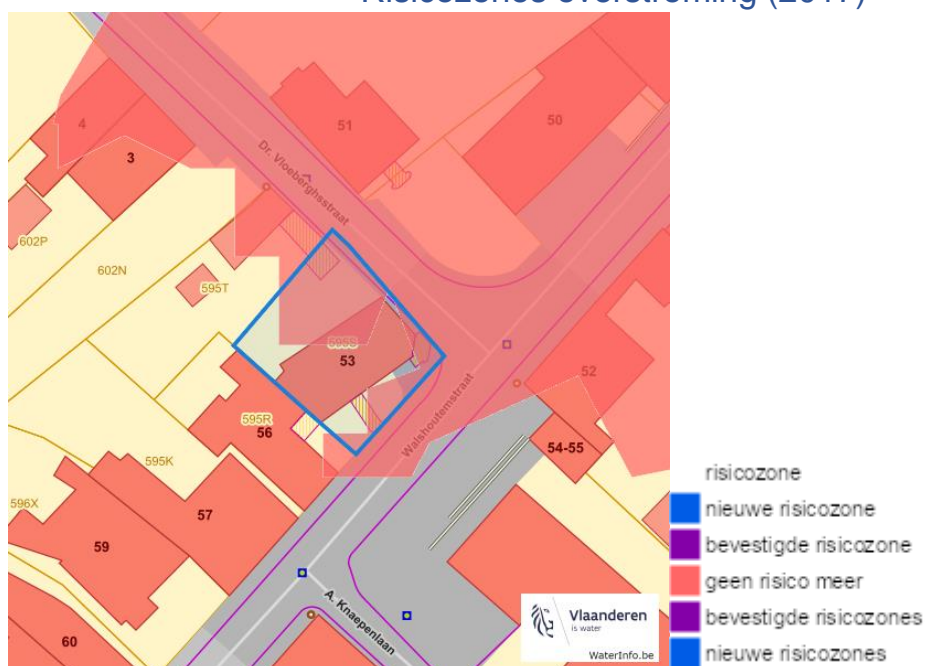 Risicozones overstroming (2017)
51
50
4
3
Dr. Vloeberghsstraat
602P
602N
595T
595S
53
52
Walshoutemstraat
595R
56
54-55
595K
596X
57
59
A. Knaepenlaan
60
Vlaanderen
is water
WaterInfo.be
risicozone
nieuwe risicozone
bevestigde risicozone
geen risico meer
bevestigde risicozones
nieuwe risicozones